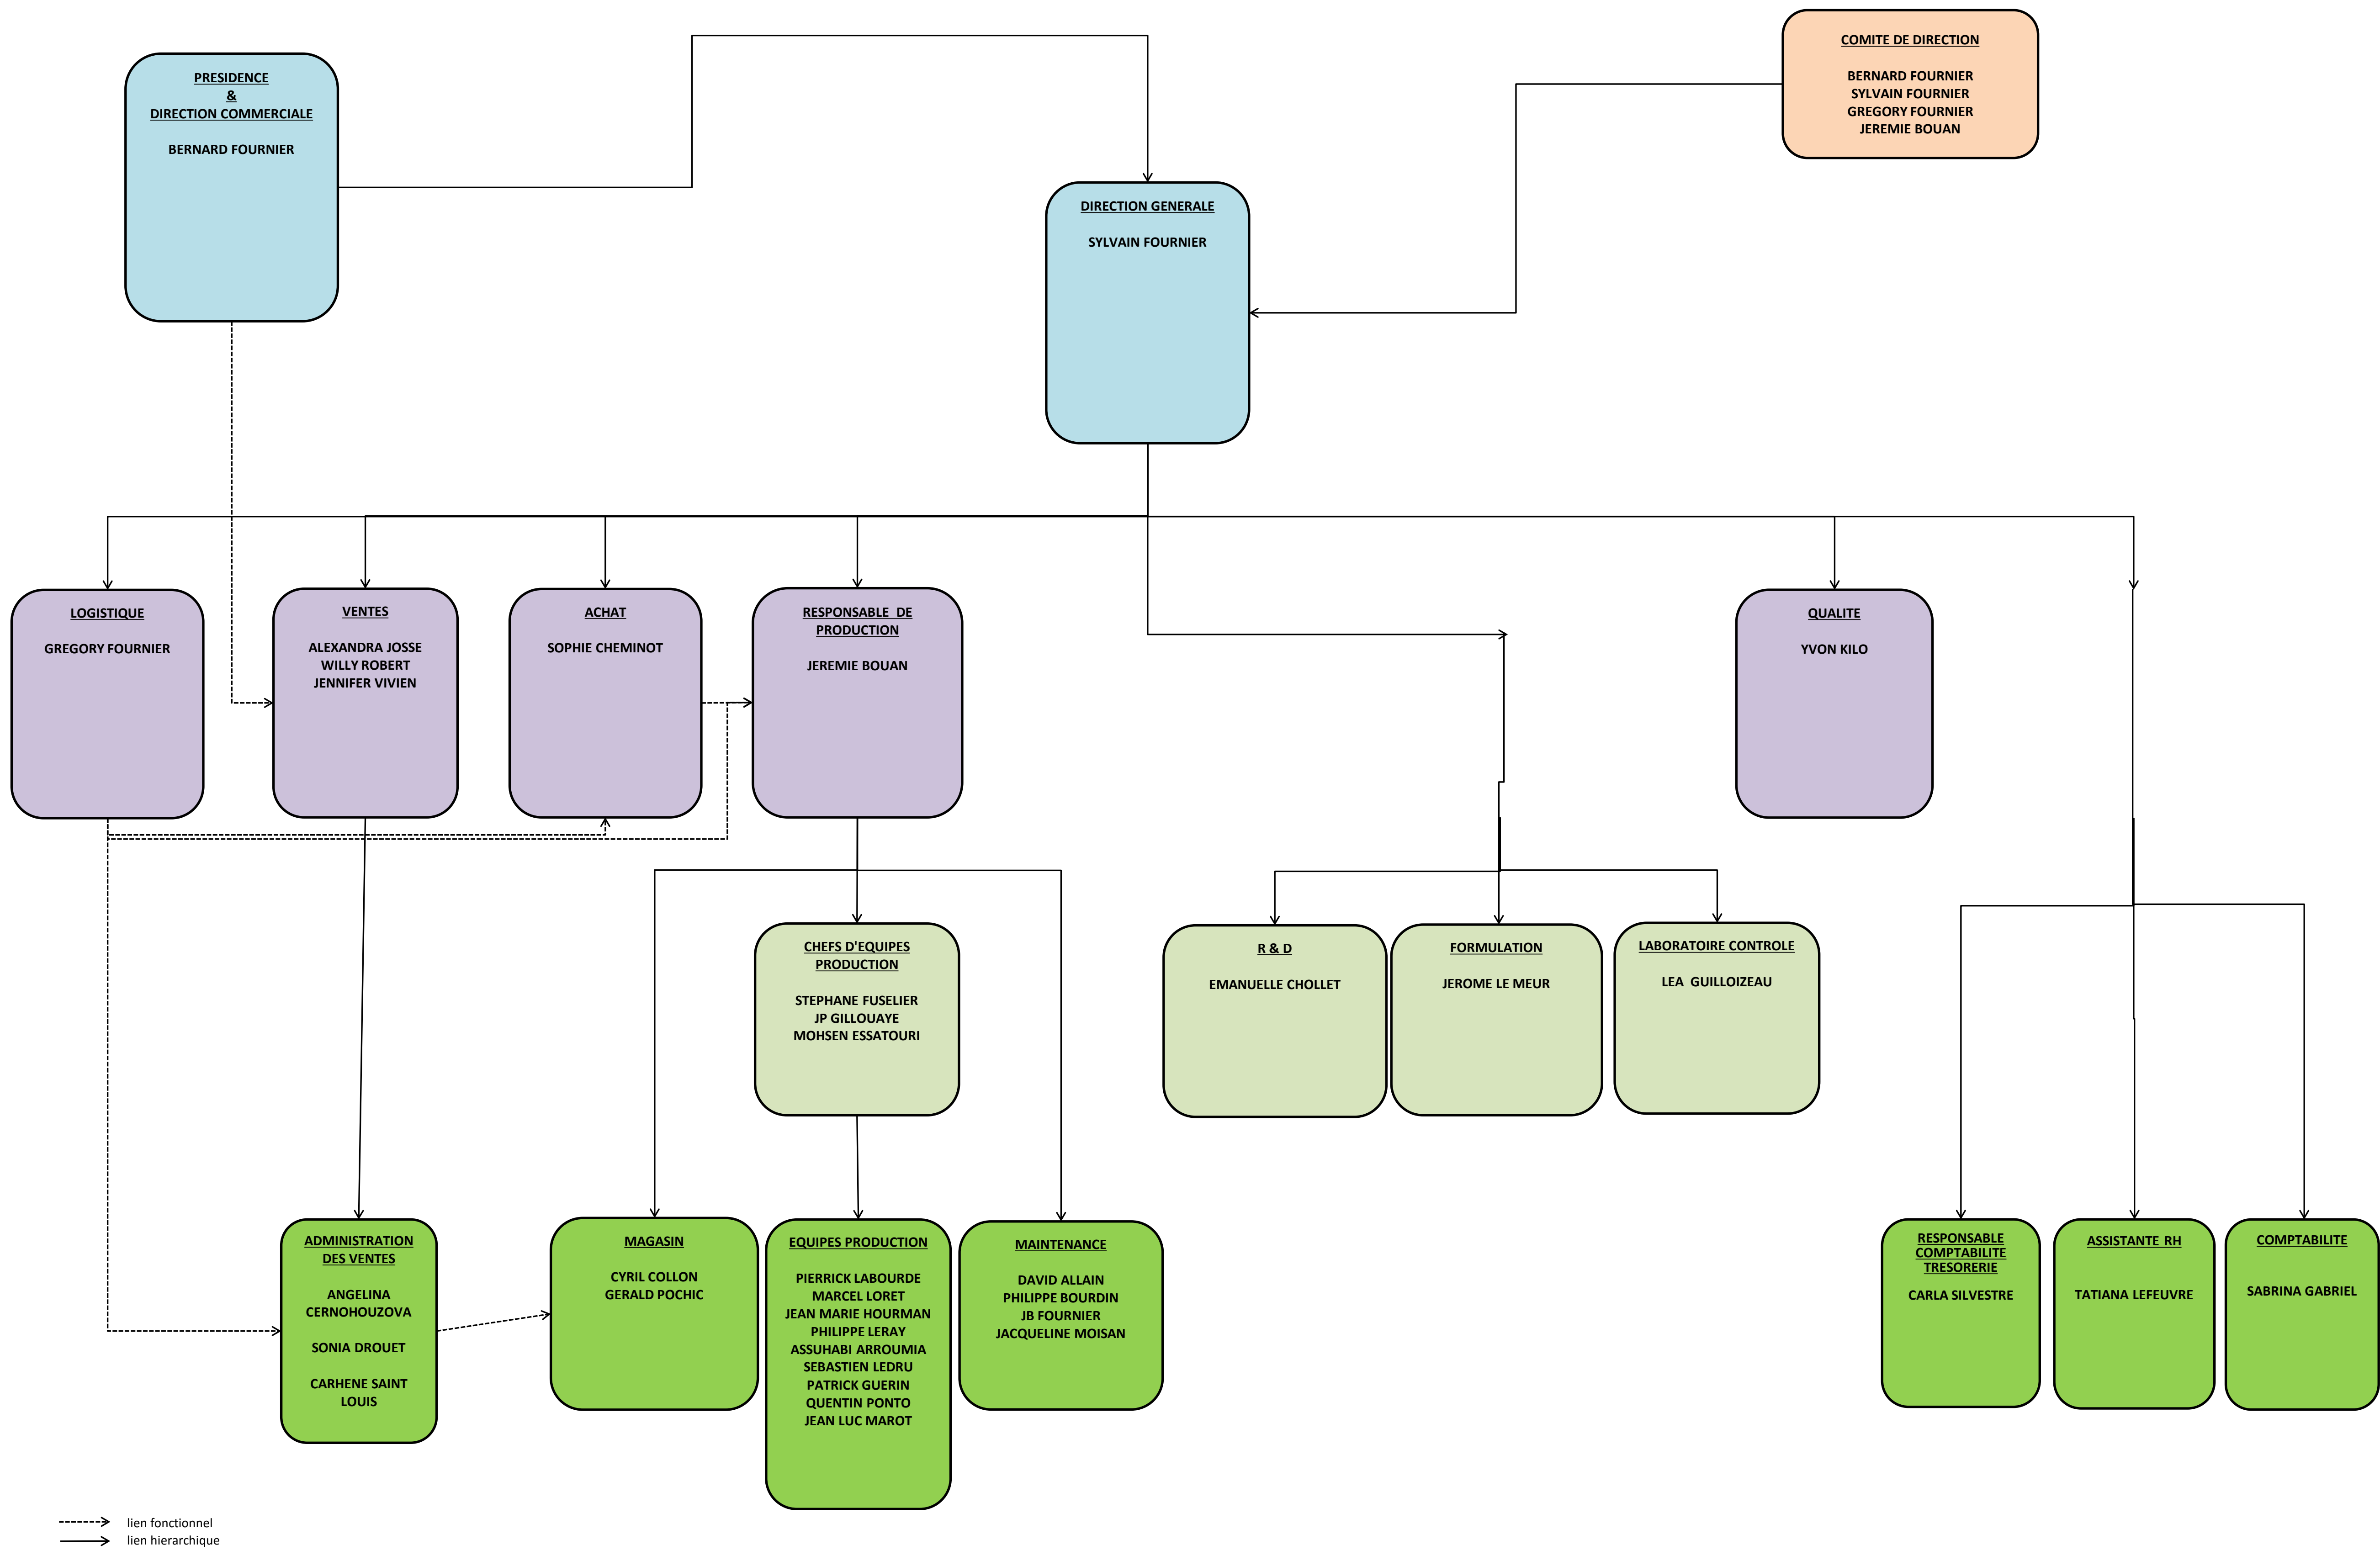 PRESIDENCE
&
DIRECTION COMMERCIALE
BERNARD FOURNIER
COMITE DE DIRECTION
BERNARD FOURNIER
SYLVAIN FOURNIER
GREGORY FOURNIER
JEREMIE BOUAN
DIRECTION GENERALE
SYLVAIN FOURNIER
LOGISTIQUE
GREGORY FOURNIER
VENTES
ALEXANDRA JOSSE
WILLY ROBERT
JENNIFER VIVIEN
ACHAT
SOPHIE CHEMINOT
RESPONSABLE DE
PRODUCTION
JEREMIE BOUAN
QUALITE
YVON KILO
CHEFS D'EQUIPES
PRODUCTION
STEPHANE FUSELIER
JP GILLOUAYE
MOHSEN ESSATOURI
R & D
EMANUELLE CHOLLET
FORMULATION
JEROME LE MEUR
LABORATOIRE CONTROLE
LEA GUILLOIZEAU
ADMINISTRATION
DES VENTES
ANGELINA
CERNOHOUZOVA
SONIA DROUET
CARHENE SAINT
LOUIS
MAGASIN
CYRIL COLLON
GERALD POCHIC
EQUIPES PRODUCTION
PIERRICK LABOURDE
MARCEL LORET
JEAN MARIE HOURMAN
PHILIPPE LERAY
ASSUHABI ARROUMIA
SEBASTIEN LEDRU
PATRICK GUERIN
QUENTIN PONTO
JEAN LUC MAROT
MAINTENANCE
DAVID ALLAIN
PHILIPPE BOURDIN
JB FOURNIER
JACQUELINE MOISAN
RESPONSABLE
COMPTABILITE
TRESORERIE
CARLA SILVESTRE
ASSISTANTE RH
TATIANA LEFEUVRE
COMPTABILITE
SABRINA GABRIEL
lien fonctionnel
lien hierarchique